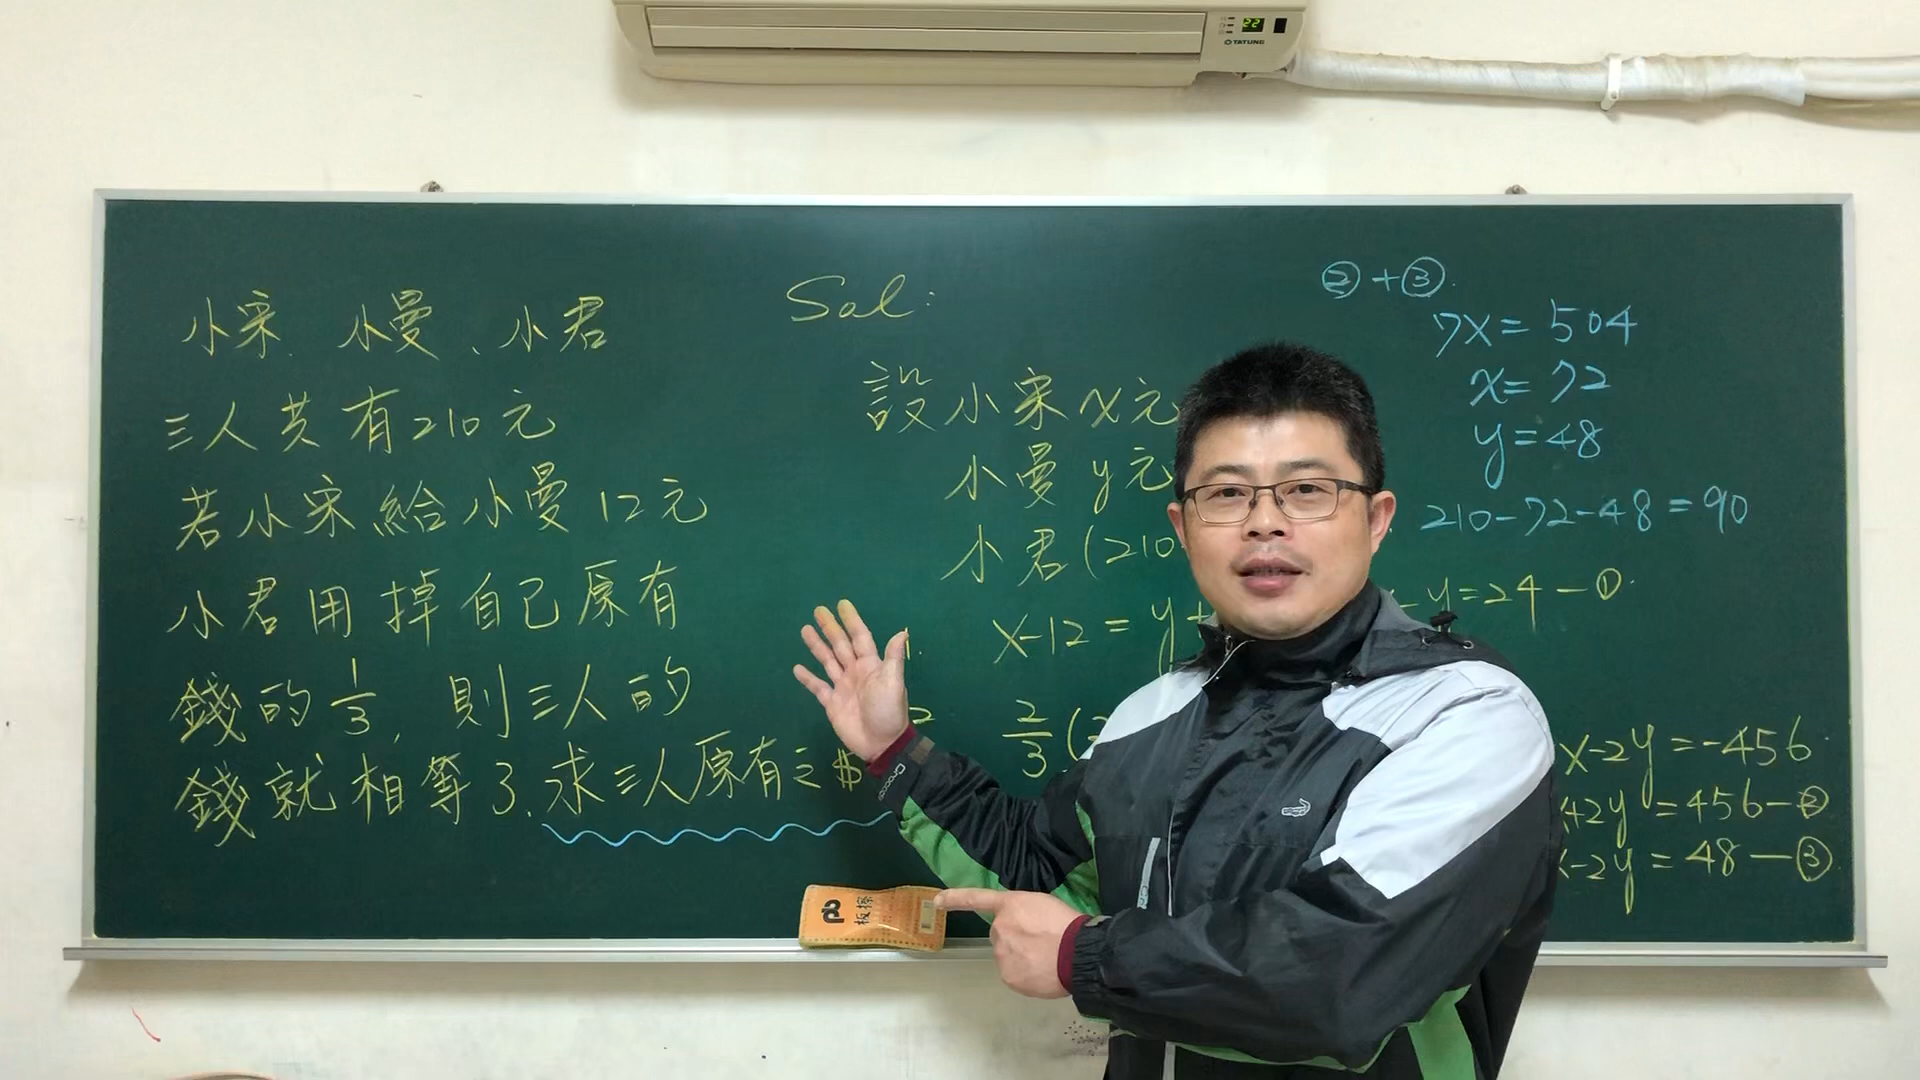 小宋、小曼、小君
三人共有210元
若小宋給小曼12元
小君用掉自己原有
錢的1/3,則三人的
錢就相等了.求三人原有之$
Sol:
設小宋x元
小曼y元
小君(210
x-12=y+
y=24-①
2/3(
x-2y=-456
+2y=456-②
x-2y=48-③
②+③
7x=504
x=72
y=48
210-72-48=90
22
TATUNG
板擦
Crocodile